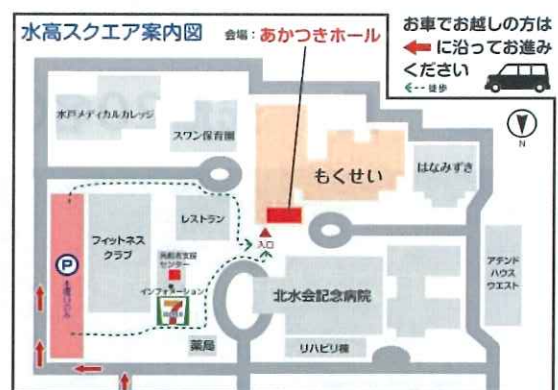 水高スクエア案内図
会場：あかつきホール
お車でお越しの方は
に沿ってお進み
ください
徒歩
N
水戸メディカルカレッジ
スワン保育園
もくせい
はなみずき
レストラン
入口
フィットネス
クラブ
センター
インフォメーション
P
7
北水会記念病院
アテンド
ハウス
ウエスト
薬局
リハビリ棟